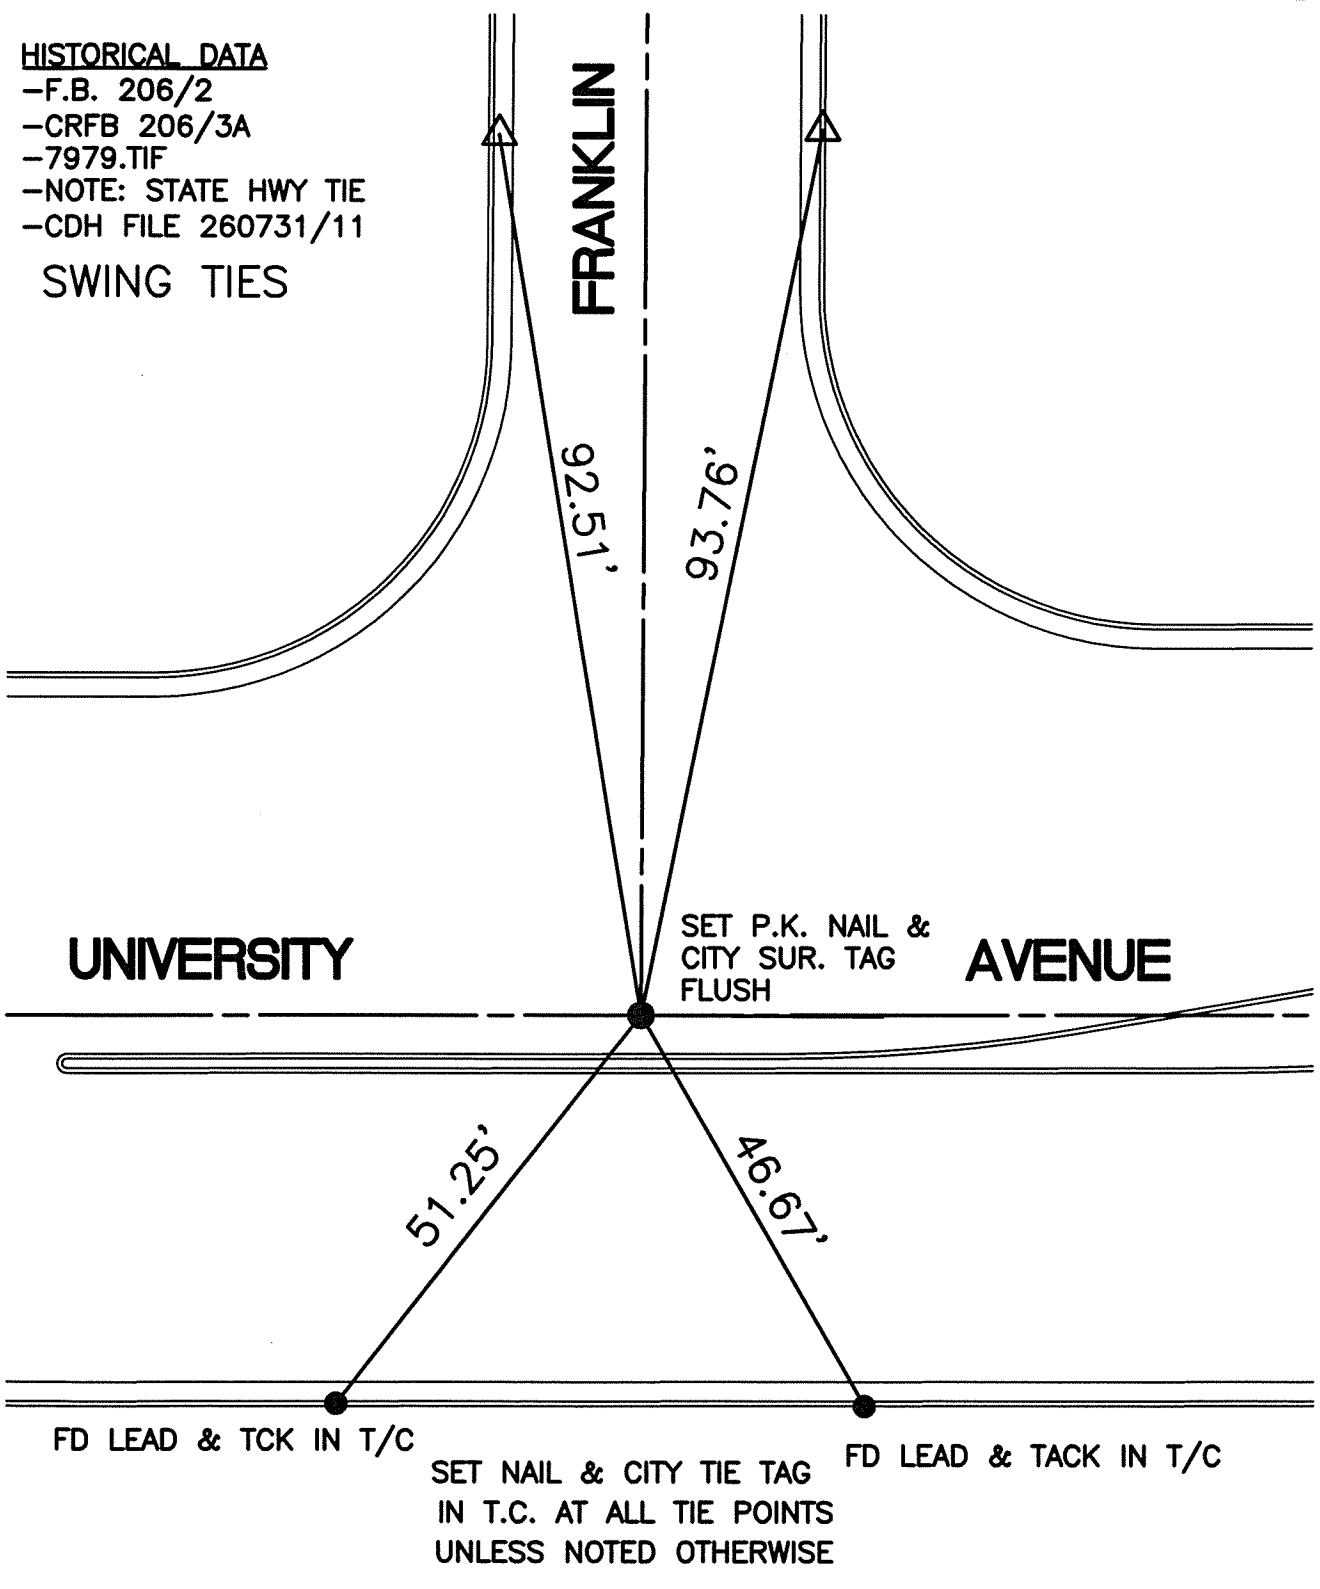 HISTORICAL DATA
-F.B. 206/2
-CRFB 206/3A
-7979.TIF
-NOTE: STATE HWY TIE
-CDH FILE 260731/11
SWING TIES
FRANKLIN
92.51'
93.76'
SET P.K. NAIL &
CITY SUR. TAG
FLUSH
UNIVERSITY
AVENUE
51.25'
46.67'
FD LEAD & TCK IN T/C
FD LEAD & TACK IN T/C
SET NAIL & CITY TIE TAG
IN T.C. AT ALL TIE POINTS
UNLESS NOTED OTHERWISE